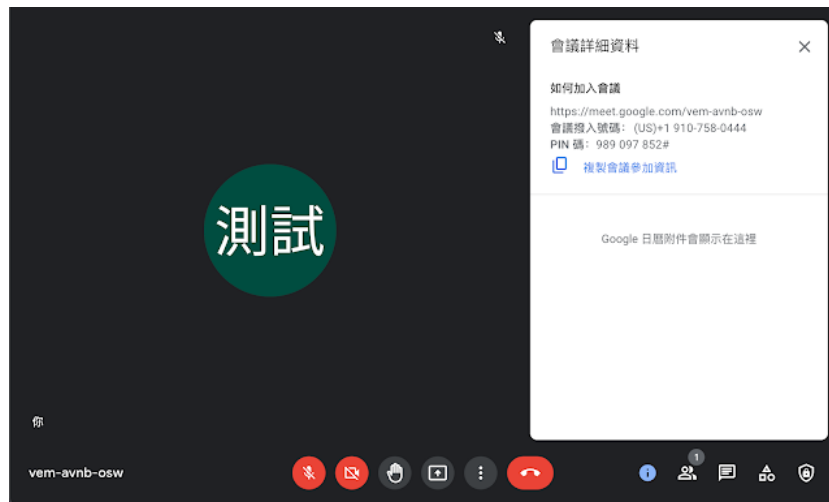 會議詳細資料
如何加入會議
https://meet.google.com/vem-avnb-osw
會議撥入號碼： (US)+1 910-758-0444
PIN 碼： 989 097 852#
複製會議參加資訊
Google 日曆附件會顯示在這裡
測試
你
vem-avnb-osw
1